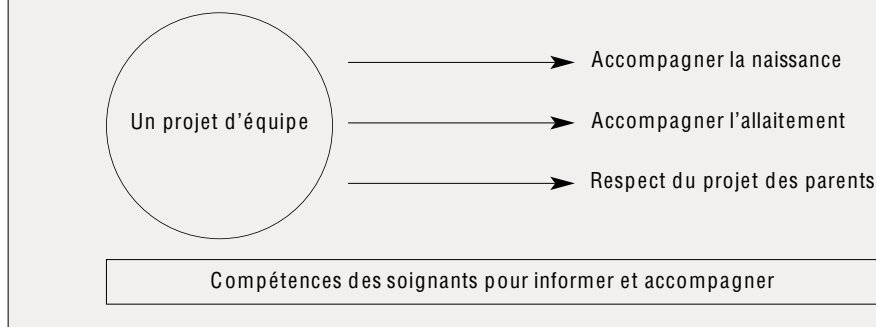 Accompagner la naissance
Un projet d'équipe
Accompagner l'allaitement
Respect du projet des parents
Compétences des soignants pour informer et accompagner